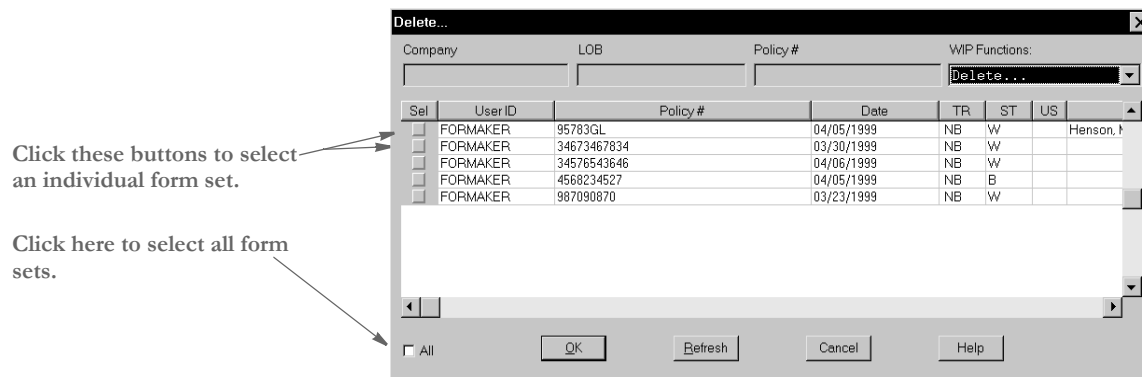 Delete...
Company LOB Policy # WIP Functions:
Delete...
Sel User ID Policy # Date TR ST US
FORMAKER 95783GL 04/05/1999 NB W Henson,
FORMAKER 34673467834 03/30/1999 NB W
FORMAKER 34576543646 04/06/1999 NB W
FORMAKER 4568234527 04/05/1999 NB B
FORMAKER 987090870 03/23/1999 NB W
Click these buttons to select
an individual form set.
Click here to select all form
sets.
All OK Refresh Cancel Help